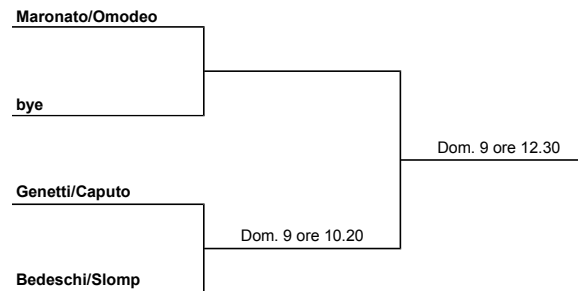 Maronato/Omodeo
bye
Dom. 9 ore 12.30
Genetti/Caputo
Dom. 9 ore 10.20
Bedeschi/Slomp